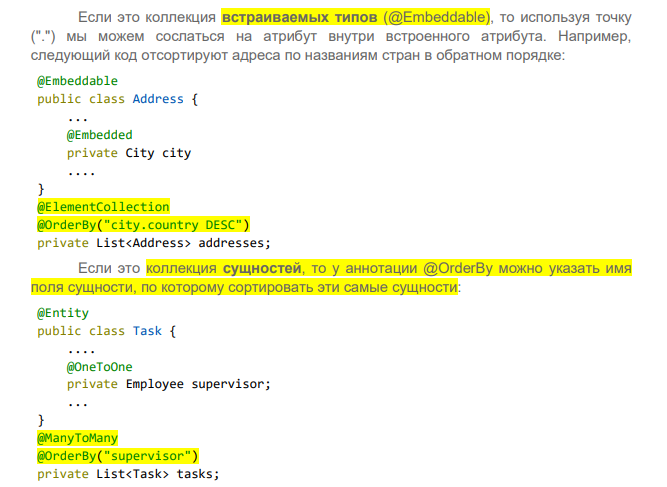 Если это коллекция встраиваемых типов (@Embeddable), то используя точку
(".") мы можем сослаться на атрибут внутри встроенного атрибута. Например,
следующий код отсортируют адреса по названиям стран в обратном порядке:
@Embeddable
public class Address {
...
@Embedded
private City city
....
}
@ElementCollection
@OrderBy("city.country DESC")
private List<Address> addresses;
Если это коллекция сущностей, то у аннотации @OrderBy можно указать имя
поля сущности, по которому сортировать эти самые сущности:
@Entity
public class Task {
....
@OneToOne
private Employee supervisor;
...
}
@ManyToMany
@OrderBy("supervisor")
private List<Task> tasks;